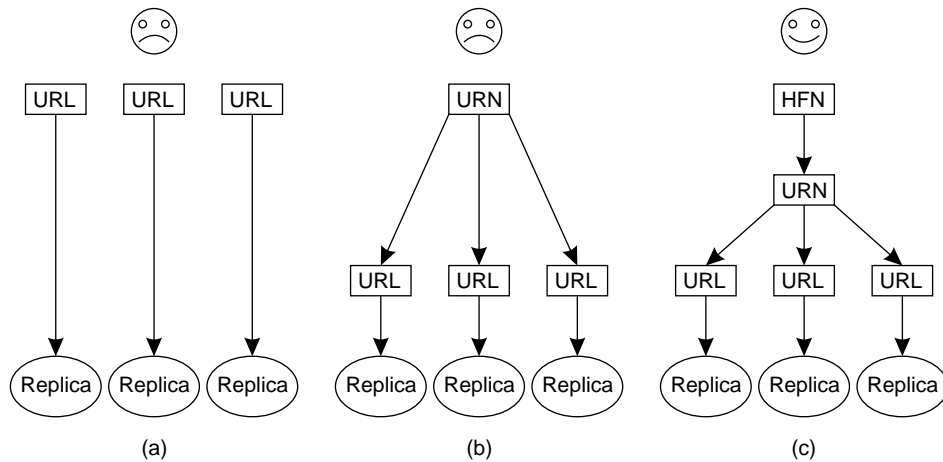 URL URL URL URN HFN
URN
URL URL URL URL URL URL
Replica Replica Replica Replica Replica Replica Replica Replica Replica
(a) (b) (c)